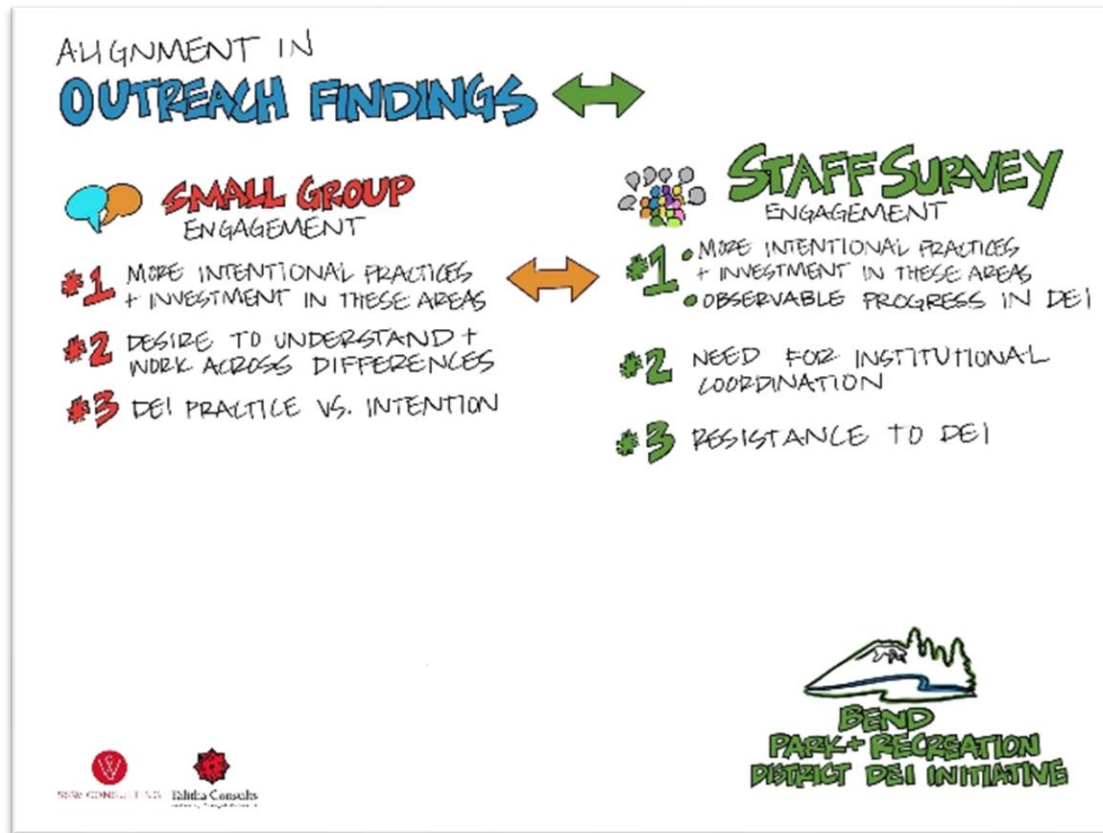 ALIGNMENT IN
OUTREACH FINDINGS
SMALL GROUP
ENGAGEMENT
#1 MORE INTENTIONAL PRACTICES
+ INVESTMENT IN THESE AREAS
#2 DESIRE TO UNDERSTAND +
WORK ACROSS DIFFERENCES
#3 DEI PRACTICE VS. INTENTION
STAFF SURVEY
ENGAGEMENT
#1 • MORE INTENTIONAL PRACTICES
+ INVESTMENT IN THESE AREAS
• OBSERVABLE PROGRESS IN DEI
#2 NEED FOR INSTITUTIONAL
COORDINATION
#3 RESISTANCE TO DEI
BEND
PARK + RECREATION
DISTRICT DEI INITIATIVE
SSW CONSULTING
Talitha Consults